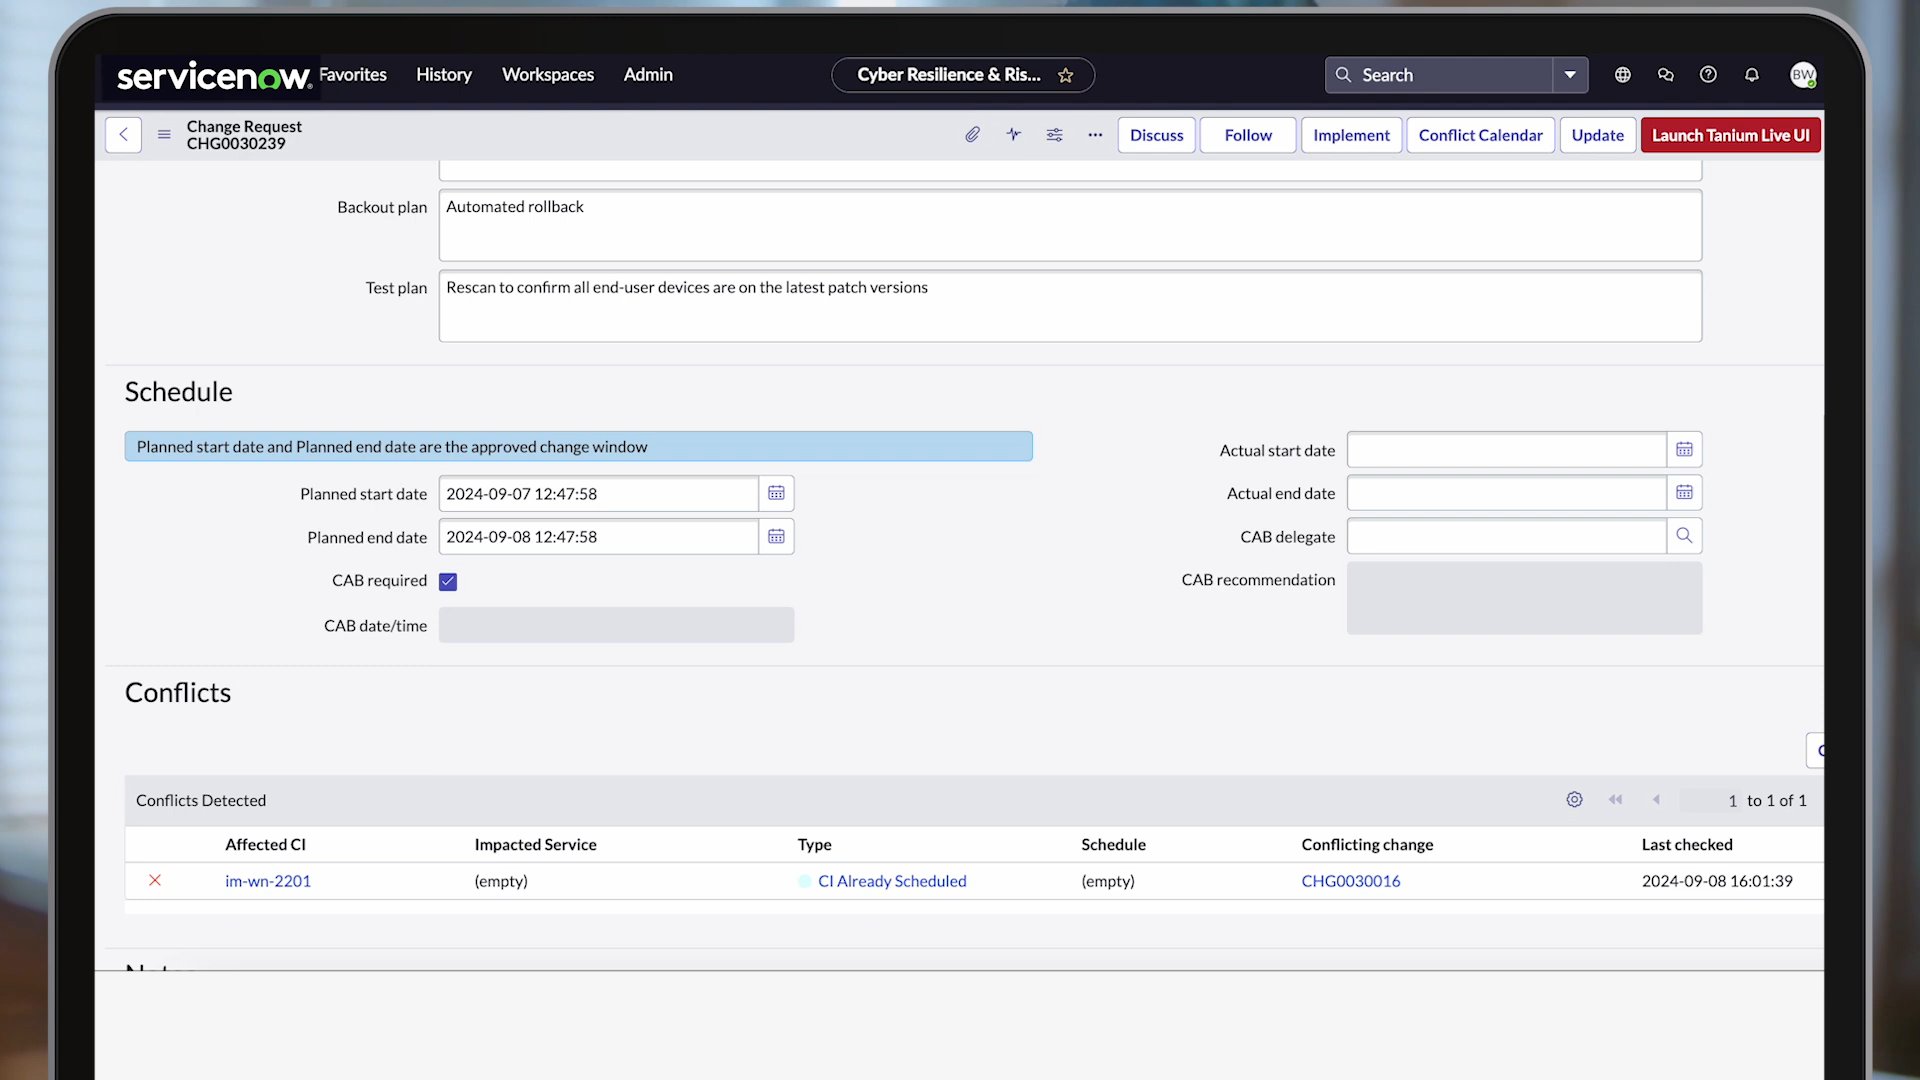 servicenow
Favorites
History
Workspaces
Admin
Cyber Resilience & Ris...
Search
BW
Change Request
CHG0030239
Discuss
Follow
Implement
Conflict Calendar
Update
Launch Tanium Live UI
Backout plan
Automated rollback
Test plan
Rescan to confirm all end-user devices are on the latest patch versions
Schedule
Planned start date and Planned end date are the approved change window
Planned start date
2024-09-07 12:47:58
Planned end date
2024-09-08 12:47:58
CAB required
CAB date/time
Actual start date
Actual end date
CAB delegate
CAB recommendation
Conflicts
Conflicts Detected
1 to 1 of 1
Affected CI Impacted Service Type Schedule Conflicting change Last checked
im-wn-2201 (empty) CI Already Scheduled (empty) CHG0030016 2024-09-08 16:01:39